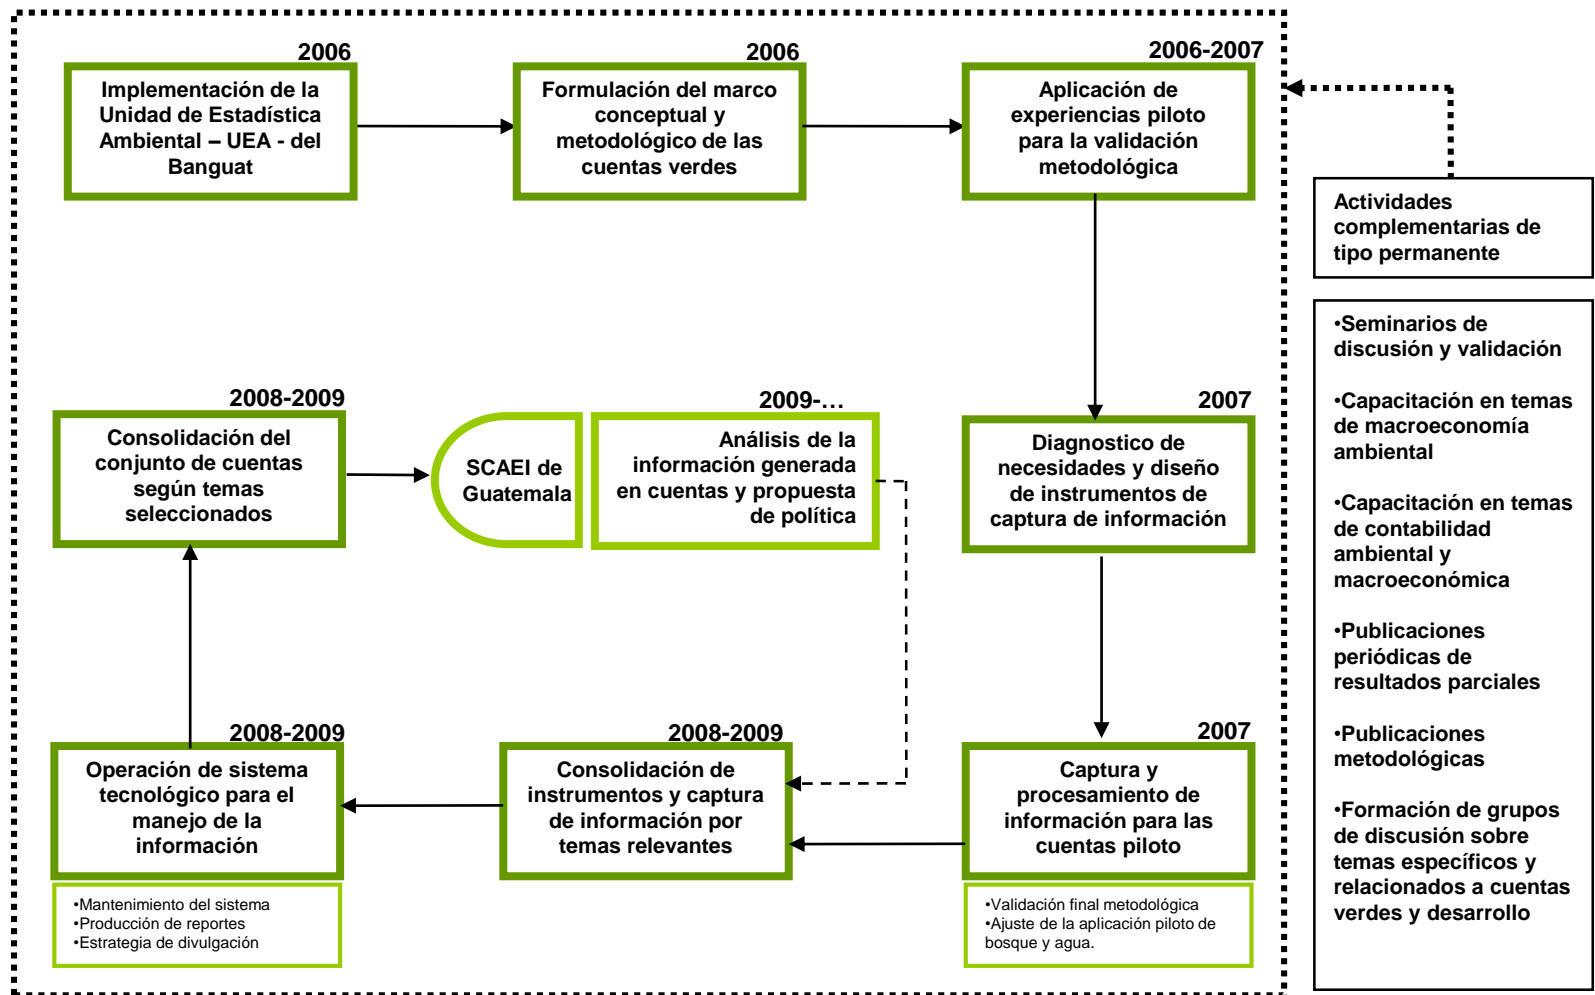 2006
Implementación de la
Unidad de Estadística
Ambiental – UEA - del
Banguat
2006
Formulación del marco
conceptual y
metodológico de las
cuentas verdes
2006-2007
Aplicación de
experiencias piloto
para la validación
metodológica
Actividades
complementarias de
tipo permanente
•Seminarios de
discusión y validación
•Capacitación en temas
de macroeconomía
ambiental
•Capacitación en temas
de contabilidad
ambiental y
macroeconómica
•Publicaciones
periódicas de
resultados parciales
•Publicaciones
metodológicas
•Formación de grupos
de discusión sobre
temas específicos y
relacionados a cuentas
verdes y desarrollo
2008-2009
Consolidación del
conjunto de cuentas
según temas
seleccionados
SCAEI de
Guatemala
2009-…
Análisis de la
información generada
en cuentas y propuesta
de política
2007
Diagnostico de
necesidades y diseño
de instrumentos de
captura de información
2008-2009
Operación de sistema
tecnológico para el
manejo de la
información
•Mantenimiento del sistema
•Producción de reportes
•Estrategia de divulgación
2008-2009
Consolidación de
instrumentos y captura
de información por
temas relevantes
2007
Captura y
procesamiento de
información para las
cuentas piloto
•Validación final metodológica
•Ajuste de la aplicación piloto de
bosque y agua.